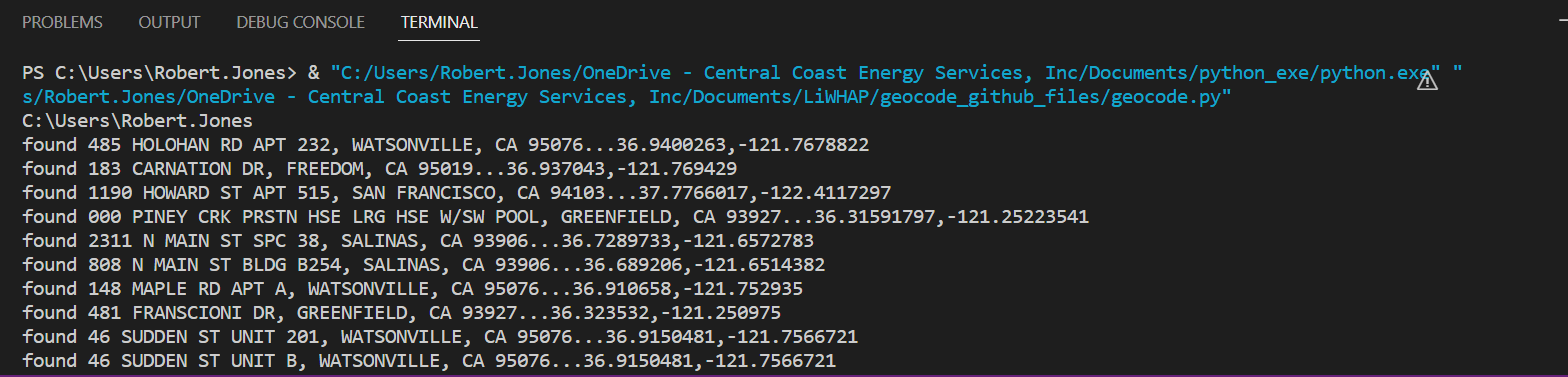 PROBLEMS OUTPUT DEBUG CONSOLE TERMINAL
PS C:\Users\Robert.Jones> & "C:/Users/Robert.Jones/OneDrive - Central Coast Energy Services, Inc/Documents/python_exe/python.exe" "
s/Robert.Jones/OneDrive - Central Coast Energy Services, Inc/Documents/LiWHAP/geocode_github_files/geocode.py"
C:\Users\Robert.Jones
found 485 HOLOHAN RD APT 232, WATSONVILLE, CA 95076...36.9400263,-121.7678822
found 183 CARNATION DR, FREEDOM, CA 95019...36.937043,-121.769429
found 1190 HOWARD ST APT 515, SAN FRANCISCO, CA 94103...37.7766017,-122.4117297
found 000 PINEY CRK PRSTN HSE LRG HSE W/SW POOL, GREENFIELD, CA 93927...36.31591797,-121.25223541
found 2311 N MAIN ST SPC 38, SALINAS, CA 93906...36.7289733,-121.6572783
found 808 N MAIN ST BLDG B254, SALINAS, CA 93906...36.689206,-121.6514382
found 148 MAPLE RD APT A, WATSONVILLE, CA 95076...36.910658,-121.752935
found 481 FRANSCIONI DR, GREENFIELD, CA 93927...36.323532,-121.250975
found 46 SUDDEN ST UNIT 201, WATSONVILLE, CA 95076...36.9150481,-121.7566721
found 46 SUDDEN ST UNIT B, WATSONVILLE, CA 95076...36.9150481,-121.7566721